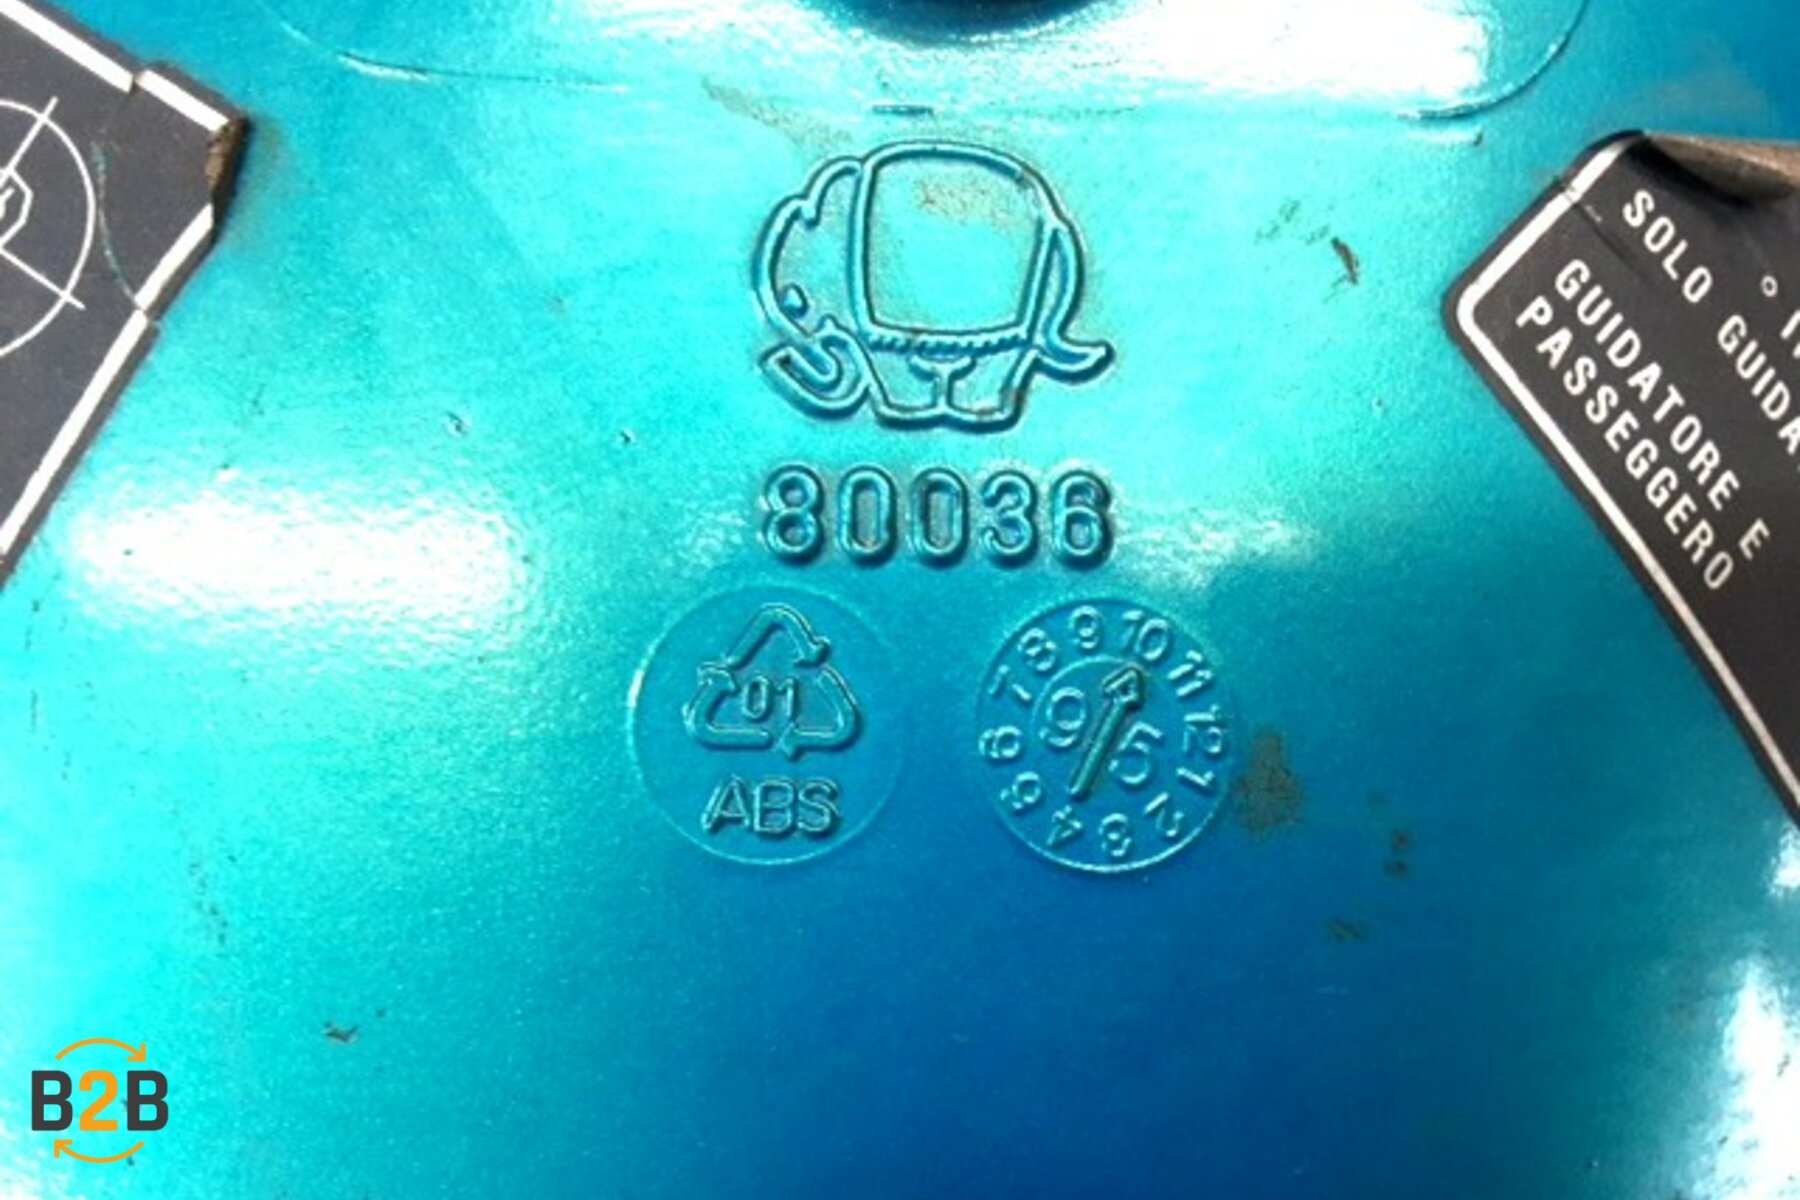 80036
01
ABS
7 8 9 10 11 12 1 2 3 4 5 6
9 5
SOLO GUIDA
GUIDATORE E
PASSEGGERO
B2B